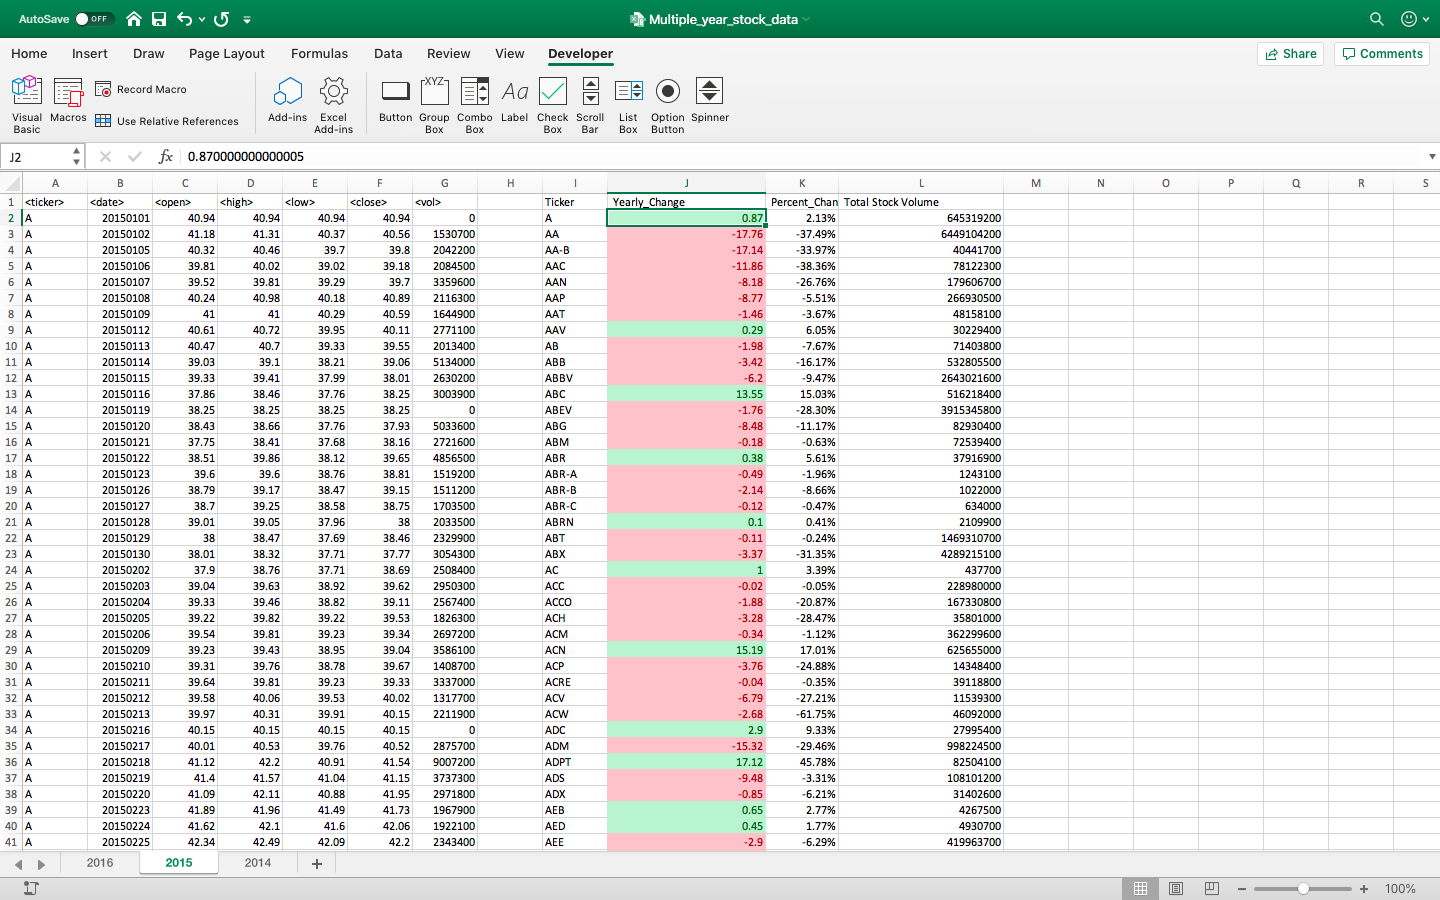 AutoSave OFF Multiple_year_stock_data
Home Insert Draw Page Layout Formulas Data Review View Developer Share Comments
Visual Basic Macros Record Macro Use Relative References Add-ins Excel Add-ins Button Group Box Combo Box Label Check Box Scroll Bar List Box Option Button Spinner
XYZ Aa
J2 fx 0.870000000000005
A B C D E F G H I J K L M N O P Q R S
1 <ticker> <date> <open> <high> <low> <close> <vol> Ticker Yearly_Change Percent_Chan Total Stock Volume
2 A 20150101 40.94 40.94 40.94 40.94 0 A 0.87 2.13% 645319200
3 A 20150102 41.18 41.31 40.37 40.56 1530700 AA -17.76 -37.49% 6449104200
4 A 20150105 40.32 40.46 39.7 39.8 2042200 AA-B -17.14 -33.97% 40441700
5 A 20150106 39.81 40.02 39.02 39.18 2084500 AAC -11.86 -38.36% 78122300
6 A 20150107 39.52 39.81 39.29 39.7 3359600 AAN -8.18 -26.76% 179606700
7 A 20150108 40.24 40.98 40.18 40.89 2116300 AAP -8.77 -5.51% 266930500
8 A 20150109 41 41 40.29 40.59 1644900 AAT -1.46 -3.67% 48158100
9 A 20150112 40.61 40.72 39.95 40.11 2771100 AAV 0.29 6.05% 30229400
10 A 20150113 40.47 40.7 39.33 39.55 2013400 AB -1.98 -7.67% 71403800
11 A 20150114 39.03 39.1 38.21 39.06 5134000 ABB -3.42 -16.17% 532805500
12 A 20150115 39.33 39.41 37.99 38.01 2630200 ABBV -6.2 -9.47% 2643021600
13 A 20150116 37.86 38.46 37.76 38.25 3003900 ABC 13.55 15.03% 516218400
14 A 20150119 38.25 38.25 38.25 38.25 0 ABEV -1.76 -28.30% 3915345800
15 A 20150120 38.43 38.66 37.76 37.93 5033600 ABG -8.48 -11.17% 82930400
16 A 20150121 37.75 38.41 37.68 38.16 2721600 ABM -0.18 -0.63% 72539400
17 A 20150122 38.51 39.86 38.12 39.65 4856500 ABR 0.38 5.61% 37916900
18 A 20150123 39.6 39.6 38.76 38.81 1519200 ABR-A -0.49 -1.96% 1243100
19 A 20150126 38.79 39.17 38.47 39.15 1511200 ABR-B -2.14 -8.66% 1022000
20 A 20150127 38.7 39.25 38.58 38.75 1703500 ABR-C -0.12 -0.47% 634000
21 A 20150128 39.01 39.05 37.96 38 2033500 ABRN 0.1 0.41% 2109900
22 A 20150129 38 38.47 37.69 38.46 2329900 ABT -0.11 -0.24% 1469310700
23 A 20150130 38.01 38.32 37.71 37.77 3054300 ABX -3.37 -31.35% 4289215100
24 A 20150202 37.9 38.76 37.71 38.69 2508400 AC 1 3.39% 437700
25 A 20150203 39.04 39.63 38.92 39.62 2950300 ACC -0.02 -0.05% 228980000
26 A 20150204 39.33 39.46 38.82 39.11 2567400 ACCO -1.88 -20.87% 167330800
27 A 20150205 39.22 39.82 39.22 39.53 1826300 ACH -3.28 -28.47% 35801000
28 A 20150206 39.54 39.81 39.23 39.34 2697200 ACM -0.34 -1.12% 362299600
29 A 20150209 39.23 39.43 38.95 39.04 3586100 ACN 15.19 17.01% 625655000
30 A 20150210 39.31 39.76 38.78 39.67 1408700 ACP -3.76 -24.88% 14348400
31 A 20150211 39.64 39.81 39.23 39.33 3337000 ACRE -0.04 -0.35% 39118800
32 A 20150212 39.58 40.06 39.53 40.02 1317700 ACV -6.79 -27.21% 11539300
33 A 20150213 39.97 40.31 39.91 40.15 2211900 ACW -2.68 -61.75% 46092000
34 A 20150216 40.15 40.15 40.15 40.15 0 ADC 2.9 9.33% 27995400
35 A 20150217 40.01 40.53 39.76 40.52 2875700 ADM -15.32 -29.46% 998224500
36 A 20150218 41.12 42.2 40.91 41.54 9007200 ADPT 17.12 45.78% 82504100
37 A 20150219 41.4 41.57 41.04 41.15 3737300 ADS -9.48 -3.31% 108101200
38 A 20150220 41.09 42.11 40.88 41.95 2971800 ADX -0.85 -6.21% 31402600
39 A 20150223 41.89 41.96 41.49 41.73 1967900 AEB 0.65 2.77% 4267500
40 A 20150224 41.62 42.1 41.6 42.06 1922100 AED 0.45 1.77% 4930700
41 A 20150225 42.34 42.49 42.09 42.2 2343400 AEE -2.9 -6.29% 419963700
2016 2015 2014 +
100%